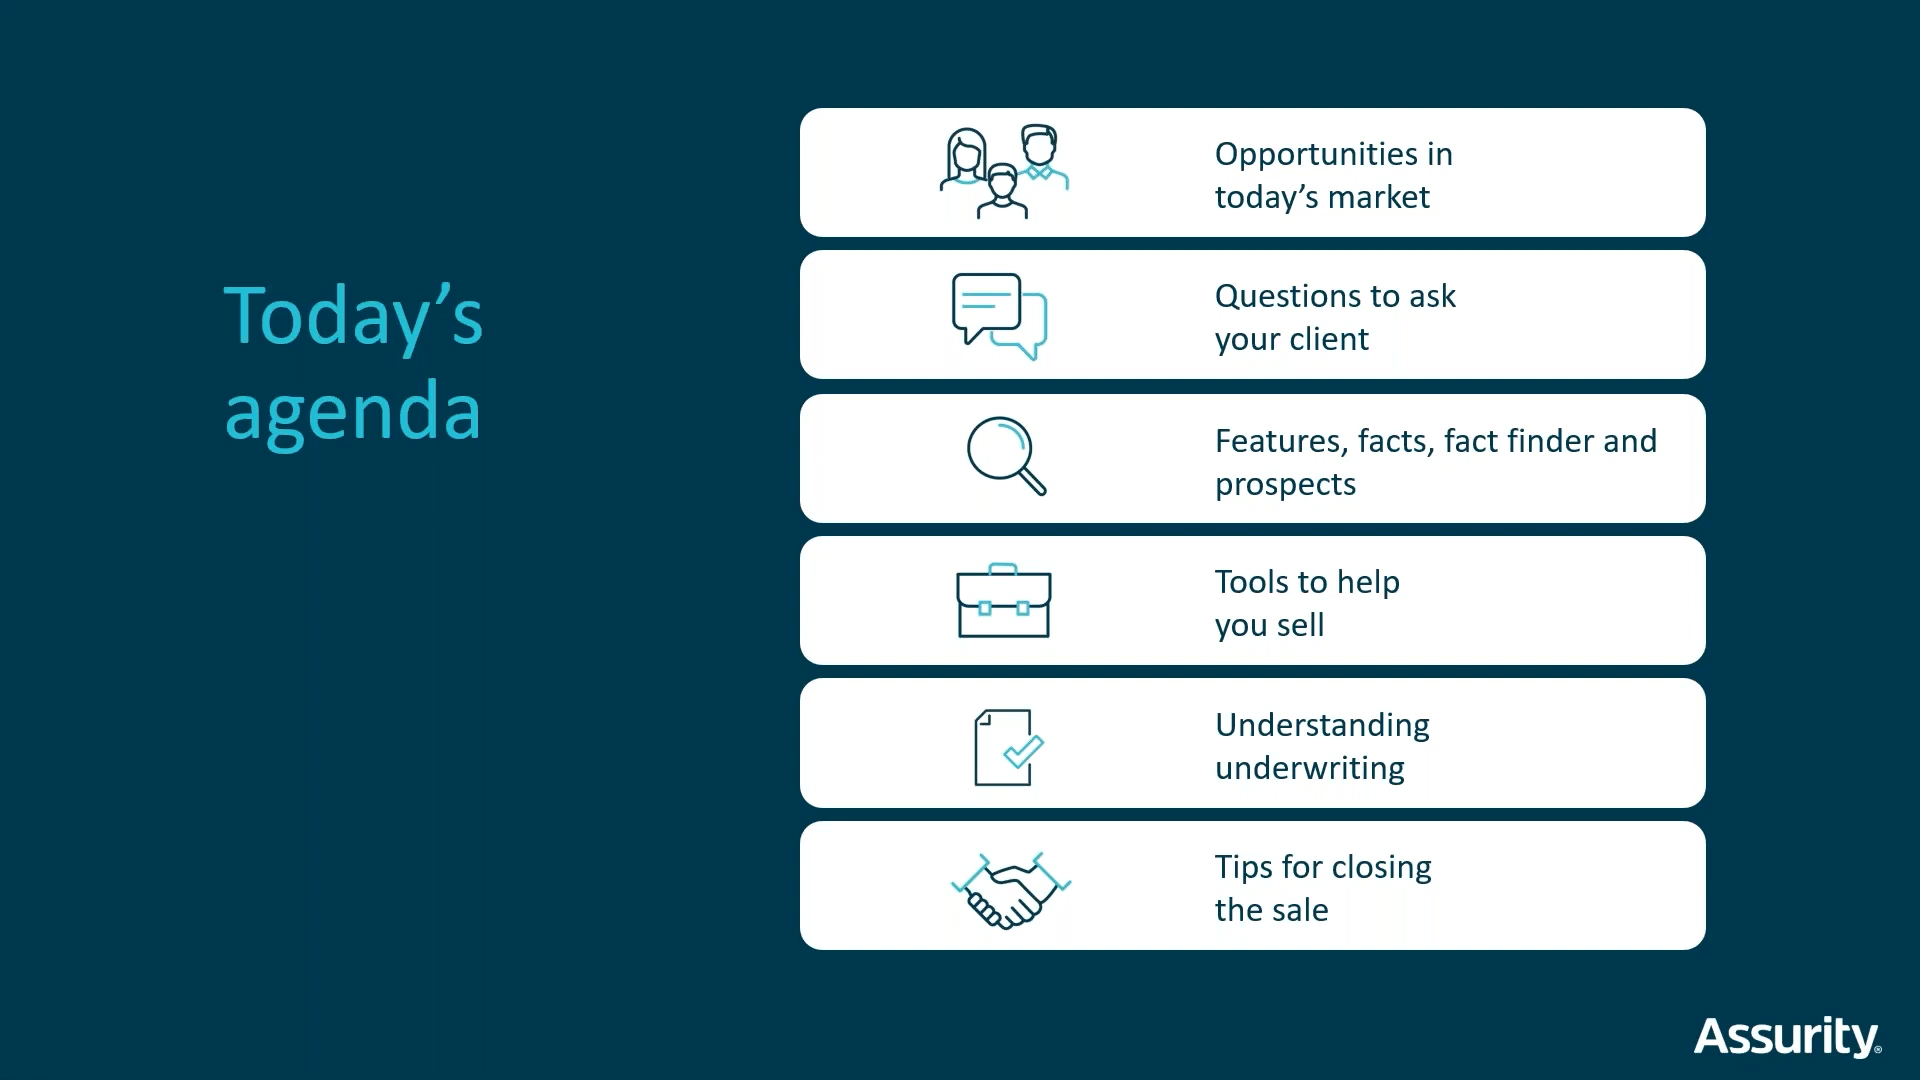 Today’s
agenda
Opportunities in
today’s market
Questions to ask
your client
Features, facts, fact finder and
prospects
Tools to help
you sell
Understanding
underwriting
Tips for closing
the sale
Assurity®